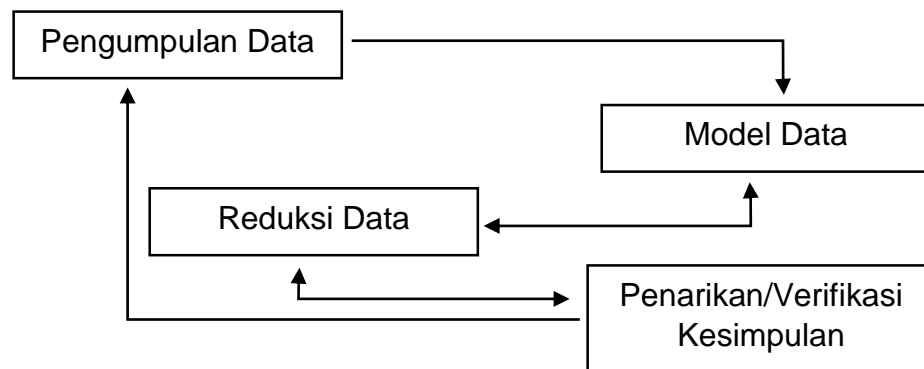 Pengumpulan Data
Model Data
Reduksi Data
Penarikan/Verifikasi
Kesimpulan